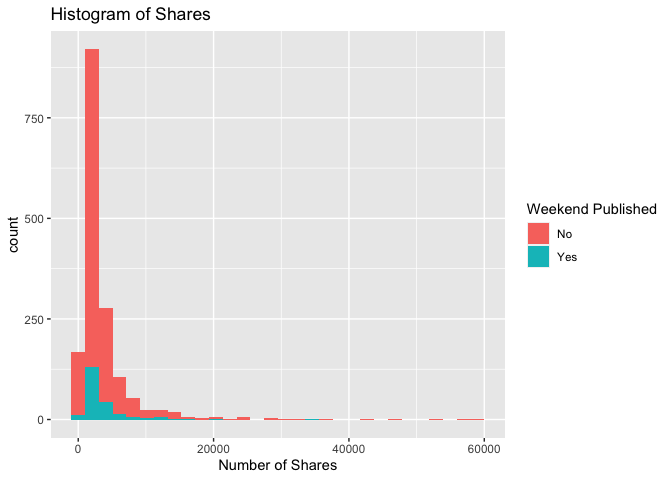 Histogram of Shares
750
500
250
0
count
0 20000 40000 60000
Number of Shares
Weekend Published
No
Yes